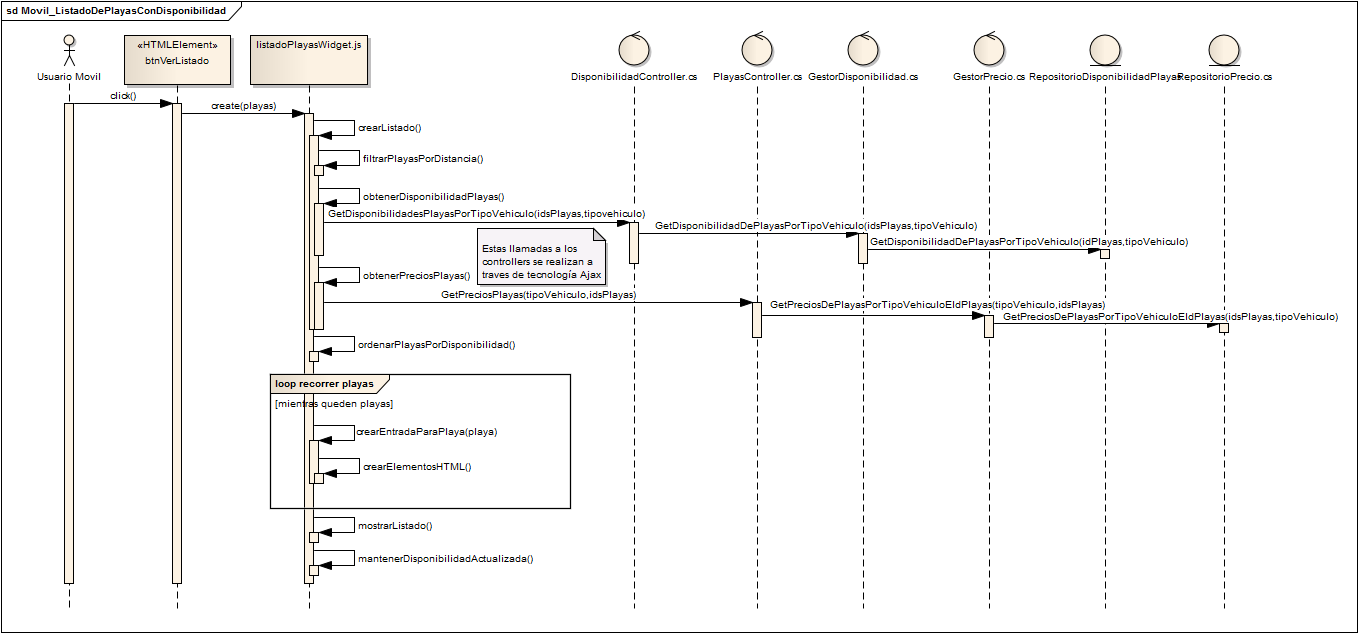 sd Movil_ListadoDePlayasConDisponibilidad
Usuario Movil
«HTMLElement»
btnVerListado
listadoPlayasWidget.js
DisponibilidadController.cs
PlayasController.cs
GestorDisponibilidad.cs
GestorPrecio.cs
RepositorioDisponibilidadPlayas
RepositorioPrecio.cs
click()
create(playas)
crearListado()
filtrarPlayasPorDistancia()
obtenerDisponibilidadPlayas()
GetDisponibilidadesPlayasPorTipoVehiculo(idsPlayas,tipovehiculo)
GetDisponibilidadDePlayasPorTipoVehiculo(idsPlayas,tipoVehiculo)
GetDisponibilidadDePlayasPorTipoVehiculo(idPlayas,tipoVehiculo)
Estas llamadas a los
controllers se realizan a
traves de tecnología Ajax
obtenerPreciosPlayas()
GetPreciosPlayas(tipoVehiculo,idsPlayas)
GetPreciosDePlayasPorTipoVehiculoEIdPlayas(tipoVehiculo,idsPlayas)
GetPreciosDePlayasPorTipoVehiculoEIdPlayas(idsPlayas,tipoVehiculo)
ordenarPlayasPorDisponibilidad()
loop recorrer playas
[mientras queden playas]
crearEntradaParaPlaya(playa)
crearElementosHTML()
mostrarListado()
mantenerDisponibilidadActualizada()